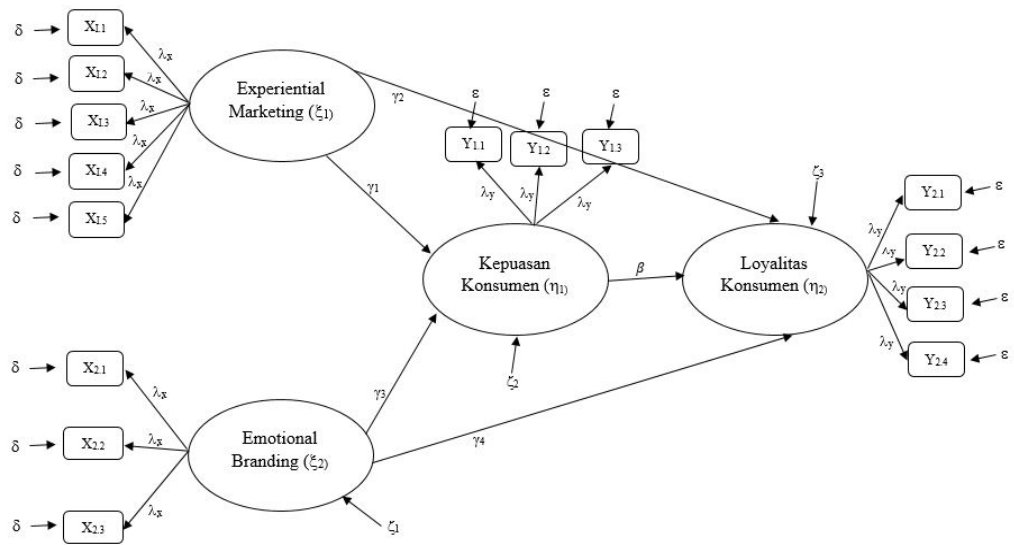 δ
X1.1
λx
δ
X1.2
λx
δ
X1.3
λx
δ
X1.4
λx
δ
X1.5
λx
Experiential
Marketing (ξ1)
γ2
γ1
ε
ε
ε
Y1.1
Y1.2
Y1.3
λy
λy
λy
Kepuasan
Konsumen (η1)
ζ2
β
ζ3
Loyalitas
Konsumen (η2)
λy
Y2.1
ε
λy
Y2.2
ε
λy
Y2.3
ε
λy
Y2.4
ε
δ
X2.1
λx
δ
X2.2
λx
δ
X2.3
λx
Emotional
Branding (ξ2)
γ3
γ4
ζ1